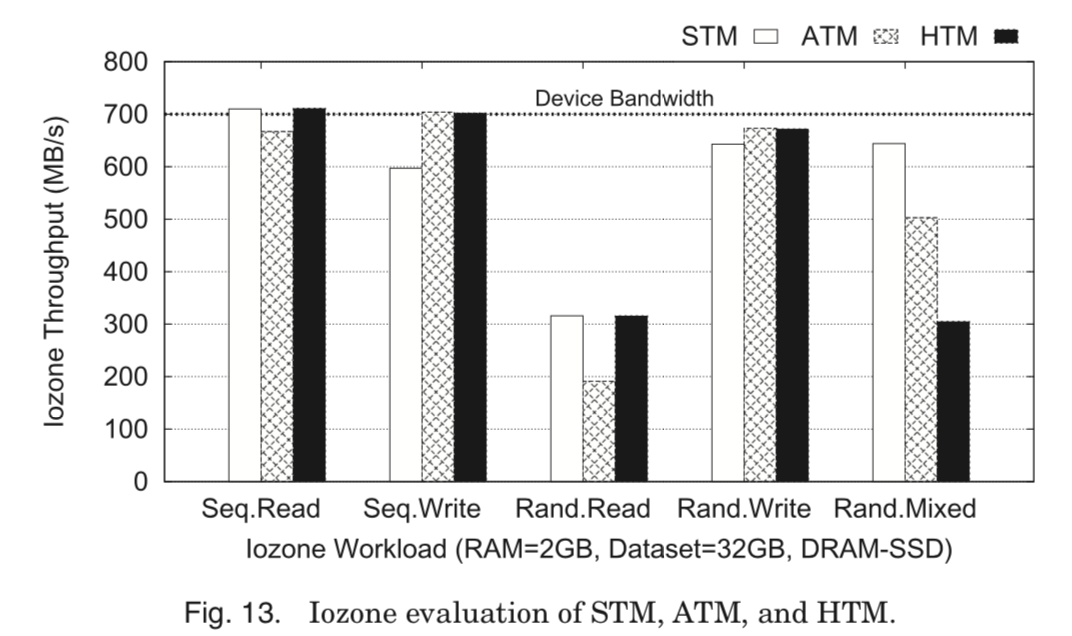 STM ATM HTM
800
Device Bandwidth
700
600
500
400
300
200
100
0
Iozone Throughput (MB/s)
Seq.Read Seq.Write Rand.Read Rand.Write Rand.Mixed
Iozone Workload (RAM=2GB, Dataset=32GB, DRAM-SSD)
Fig. 13. Iozone evaluation of STM, ATM, and HTM.